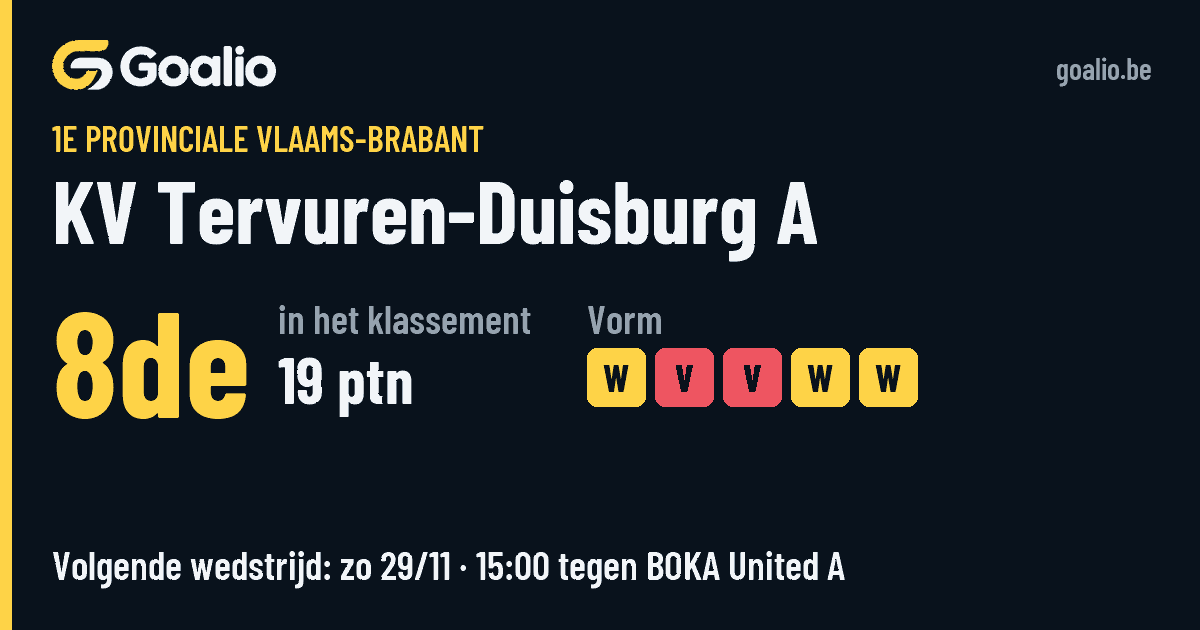 Goalio
goalio.be
1E PROVINCIALE VLAAMS-BRABANT
KV Tervuren-Duisburg A
8de
in het klassement
19 ptn
Vorm
W V V W W
Volgende wedstrijd: zo 29/11 · 15:00 tegen BOKA United A